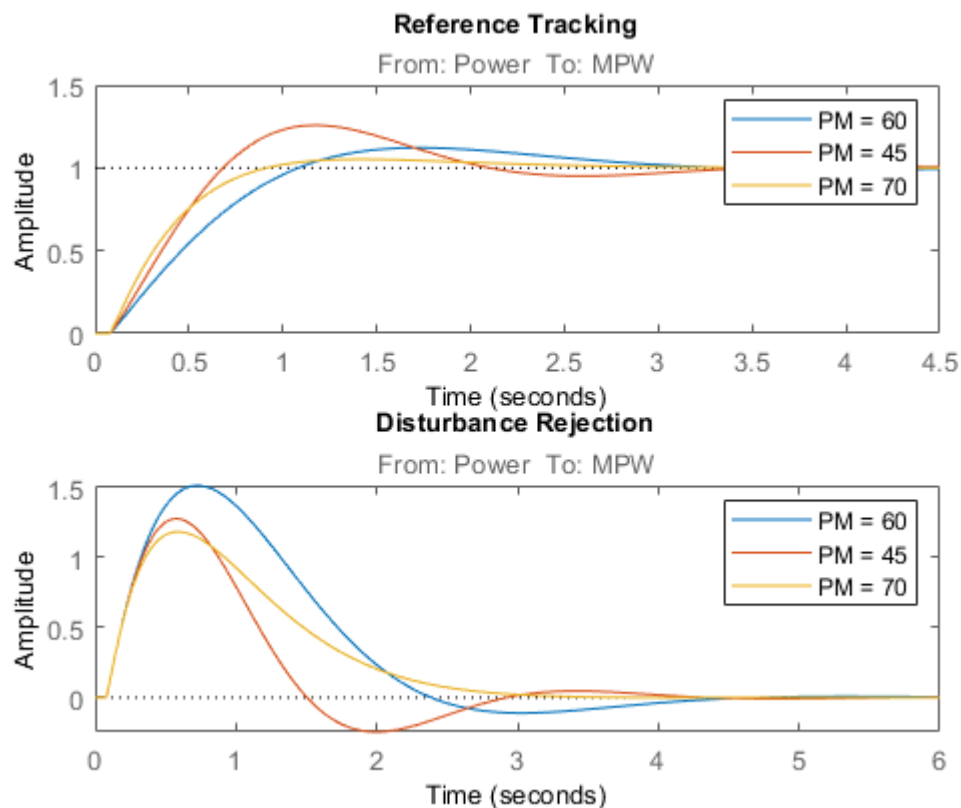 Reference Tracking
From: Power To: MPW
Amplitude
1.5
1
0.5
0
PM = 60
PM = 45
PM = 70
0 0.5 1 1.5 2 2.5 3 3.5 4 4.5
Time (seconds)
Disturbance Rejection
From: Power To: MPW
Amplitude
1.5
1
0.5
0
PM = 60
PM = 45
PM = 70
0 1 2 3 4 5 6
Time (seconds)